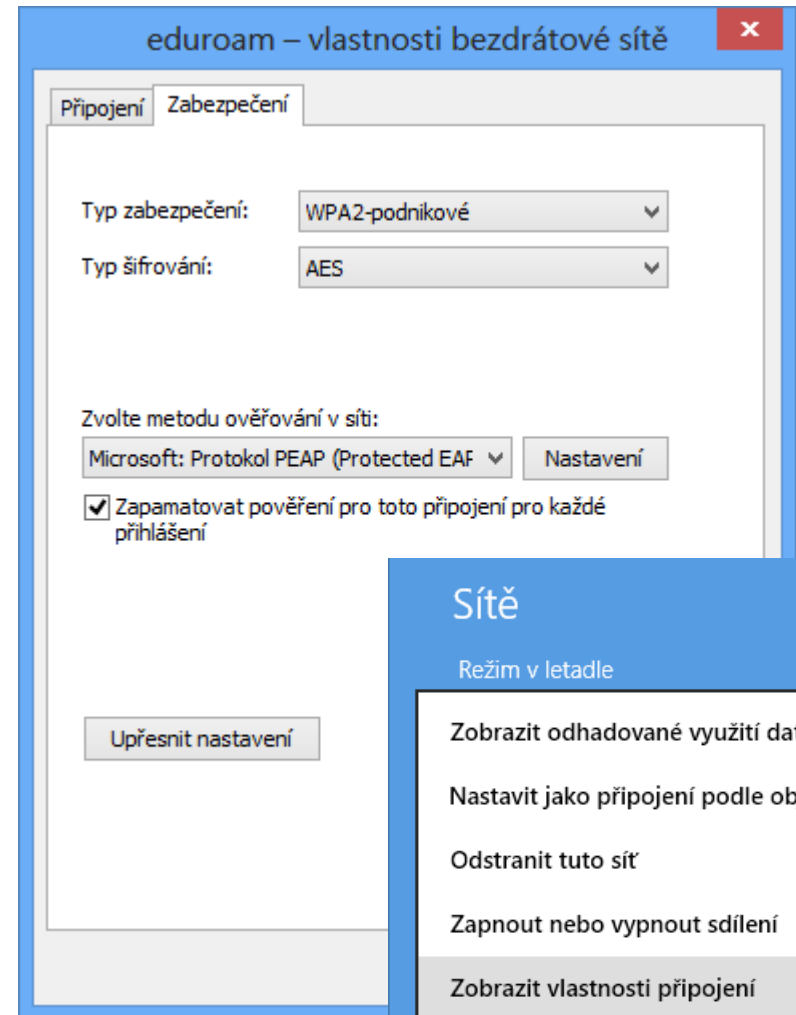 eduroam – vlastnosti bezdrátové sítě
Připojení
Zabezpečení
Typ zabezpečení:
WPA2-podnikové
Typ šifrování:
AES
Zvolte metodu ověřování v síti:
Microsoft: Protokol PEAP (Protected EAP
Nastavení
Zapamatovat pověření pro toto připojení pro každé
přihlášení
Upřesnit nastavení
Sítě
Režim v letadle
Zobrazit odhadované využití dat
Nastavit jako připojení podle ob
Odstranit tuto síť
Zapnout nebo vypnout sdílení
Zobrazit vlastnosti připojení